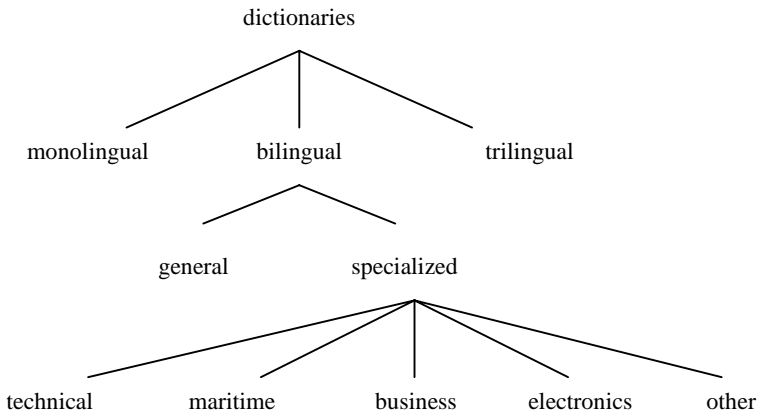 dictionaries
monolingual bilingual trilingual
general specialized
technical maritime business electronics other